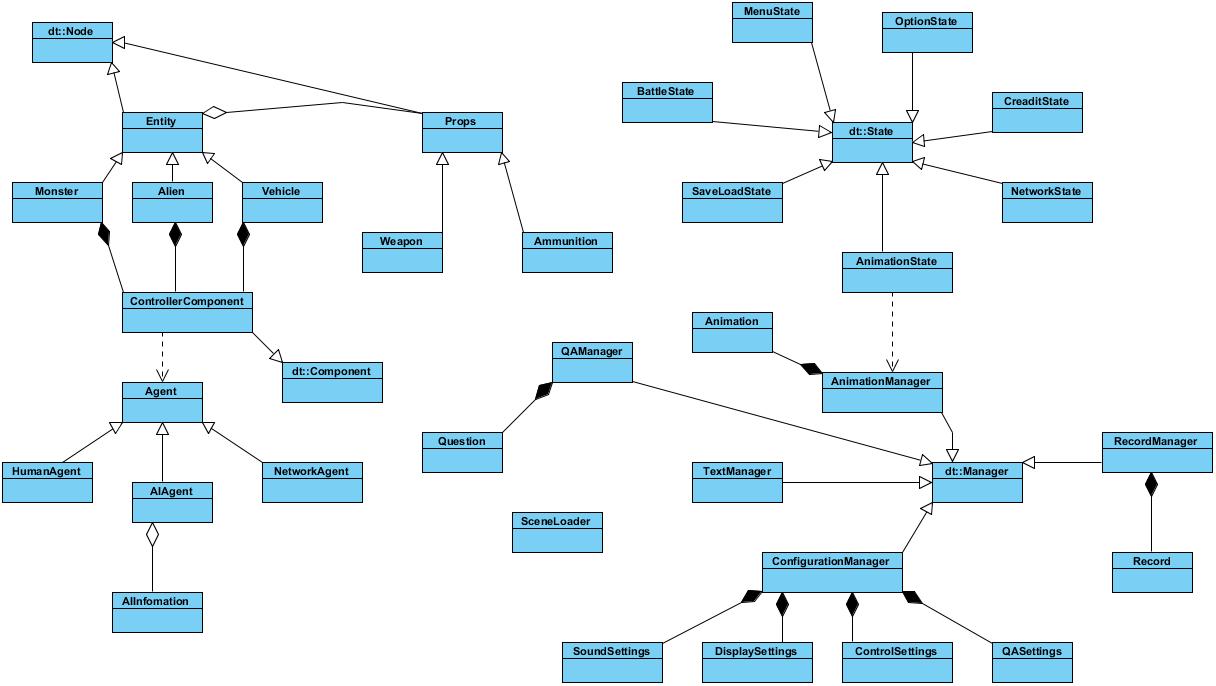 MenuState
OptionState
dt::Node
BattleState
CreaditState
Entity
Props
dt::State
Monster
Alien
Vehicle
SaveLoadState
NetworkState
Weapon
Ammunition
AnimationState
ControllerComponent
Animation
QAManager
dt::Component
AnimationManager
Agent
Question
RecordManager
HumanAgent
NetworkAgent
TextManager
dt::Manager
AIAgent
SceneLoader
ConfigurationManager
Record
AIInfomation
SoundSettings
DisplaySettings
ControlSettings
QASettings